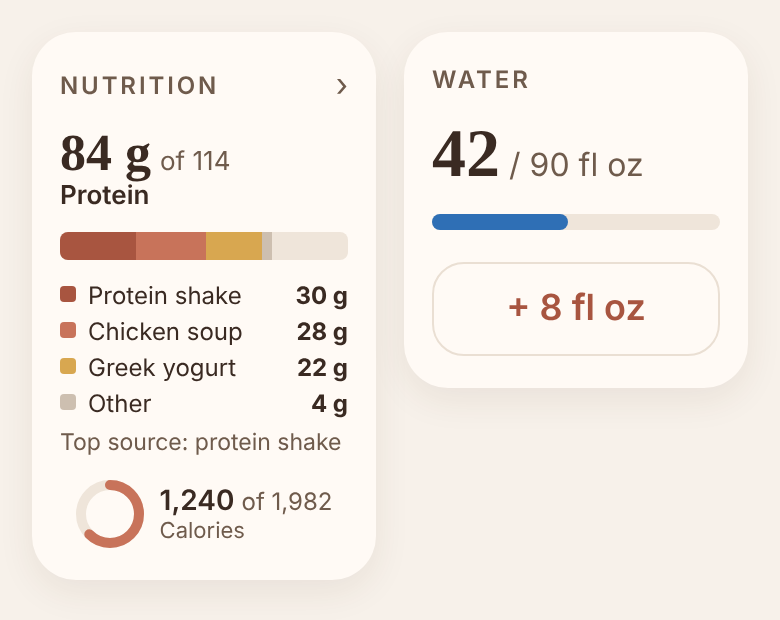 NUTRITION ›
84 g of 114
Protein
Protein shake 30 g
Chicken soup 28 g
Greek yogurt 22 g
Other 4 g
Top source: protein shake
1,240 of 1,982
Calories
WATER
42 / 90 fl oz
+ 8 fl oz